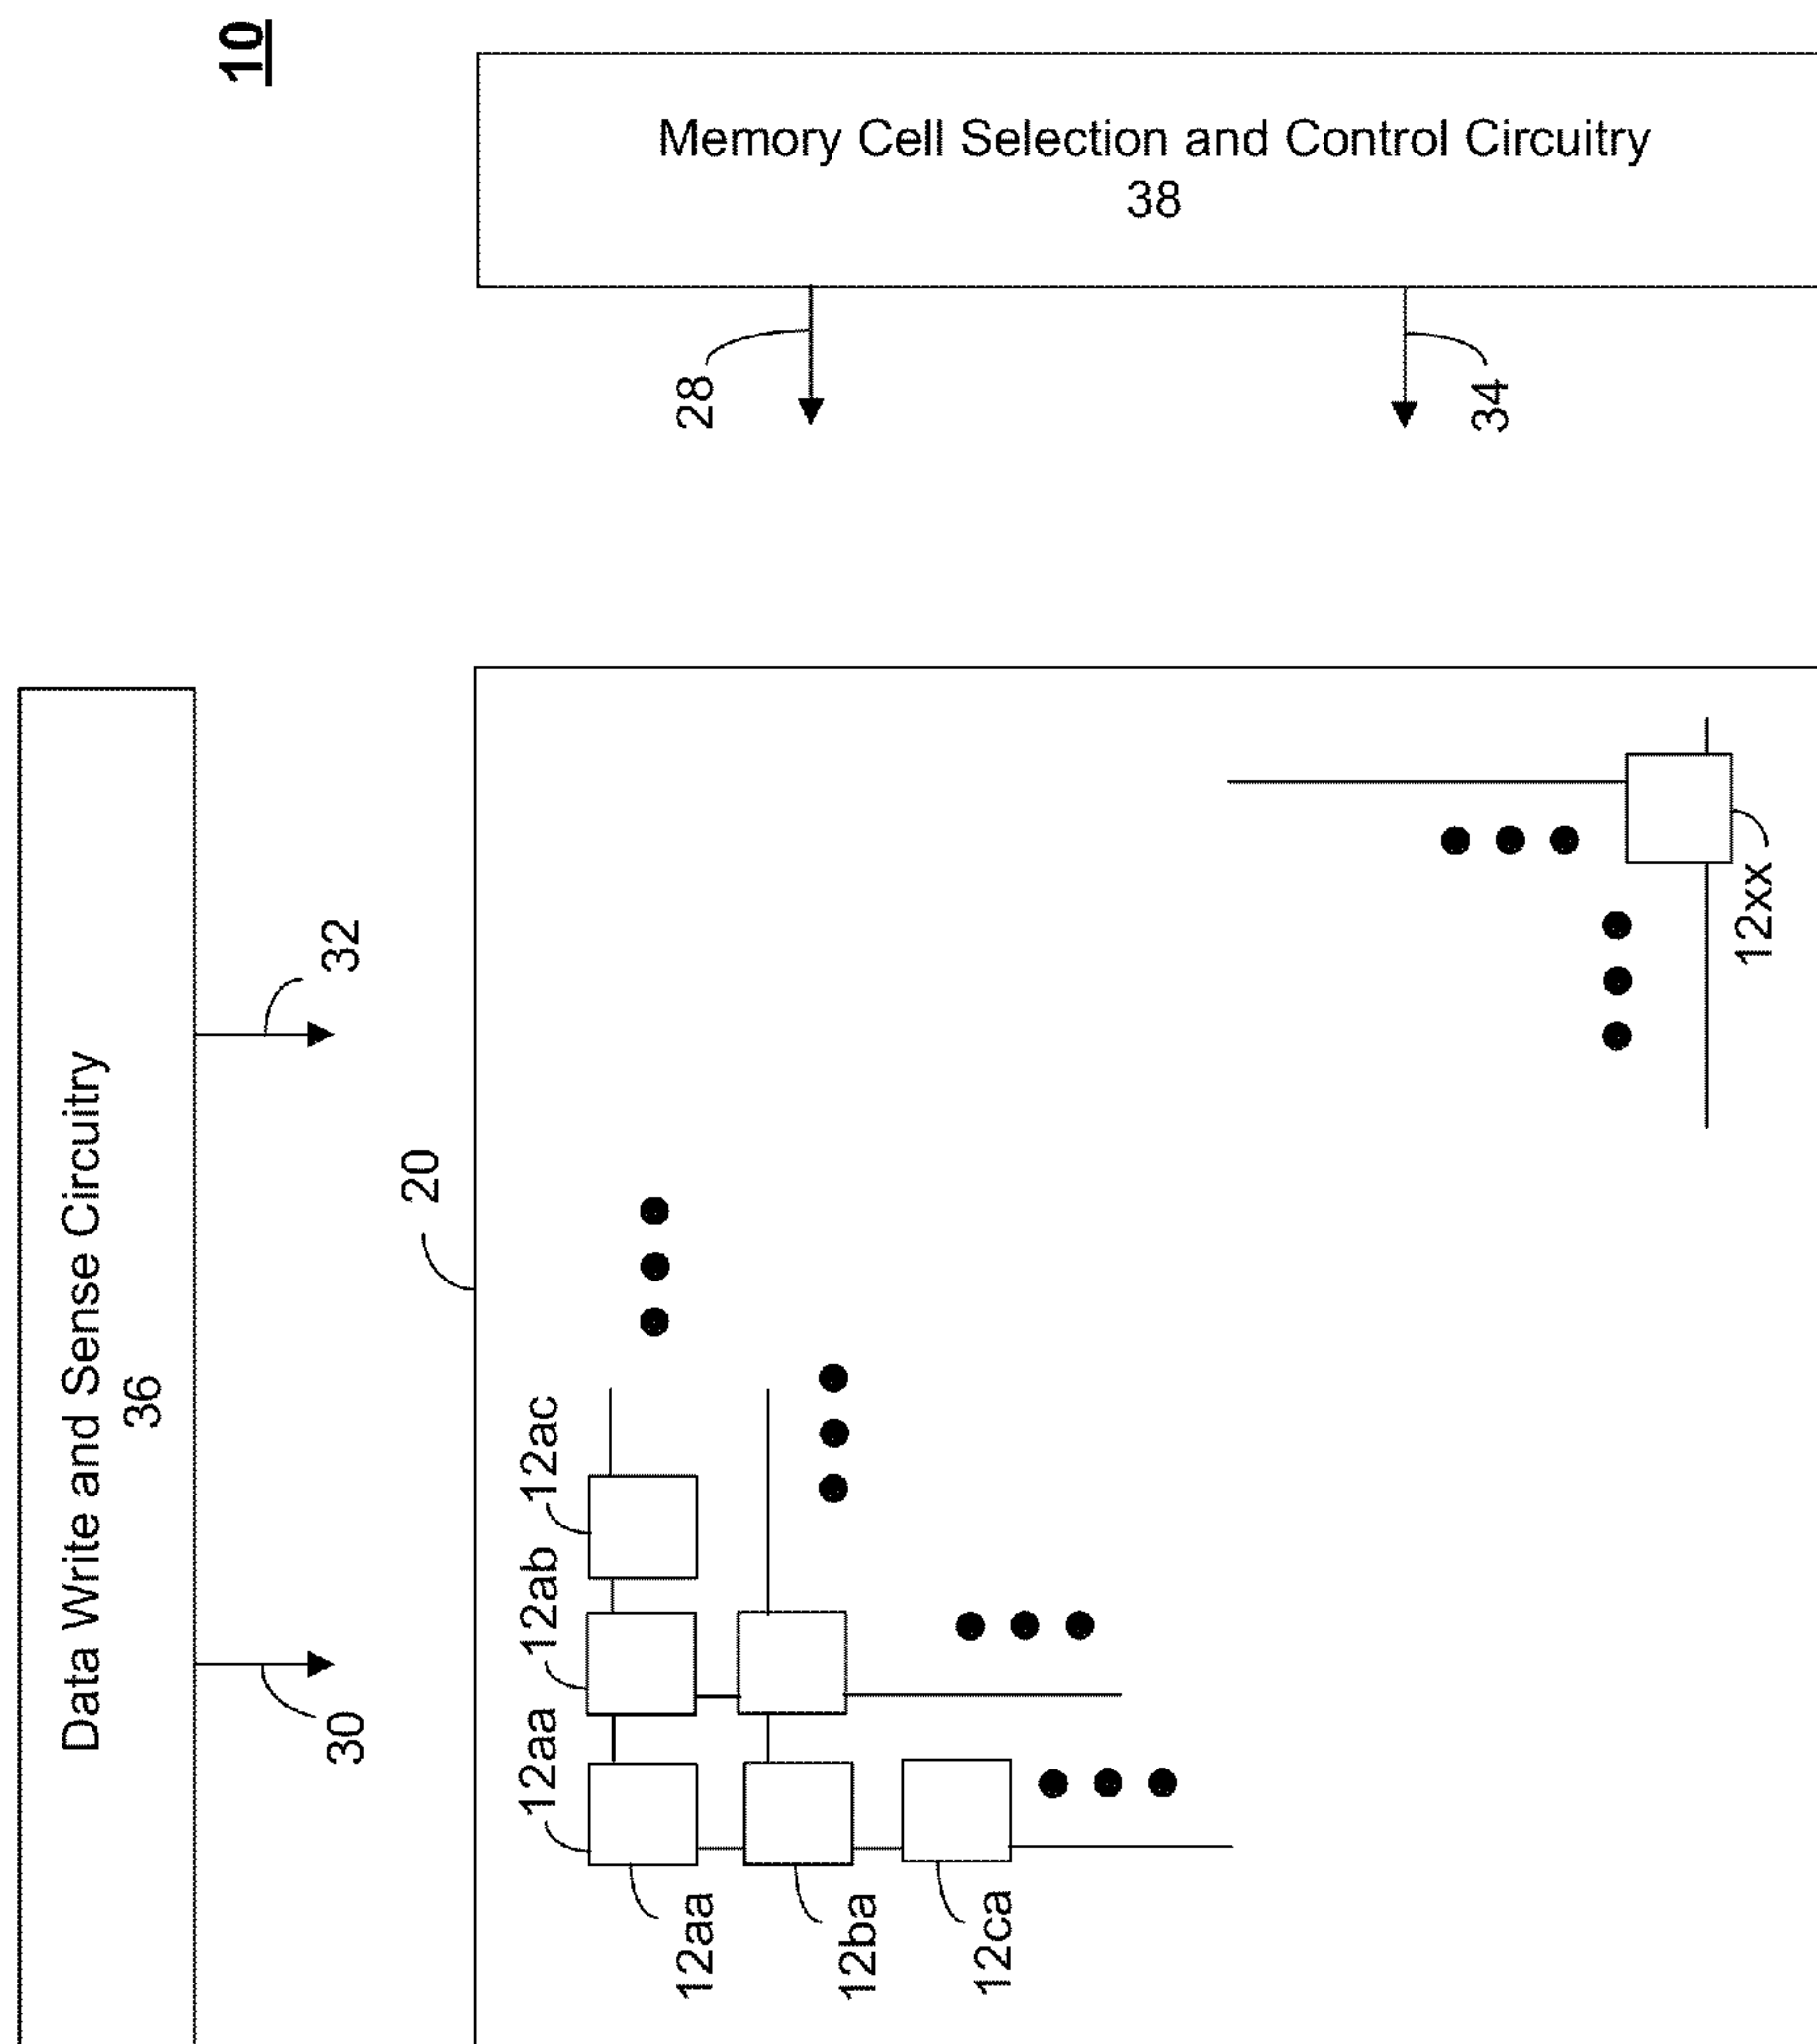 10
Memory Cell Selection and Control Circuitry
38
28
34
Data Write and Sense Circuitry
36
30
32
20
12aa
12ab
12ac
12aa
12ba
12ca
12xx